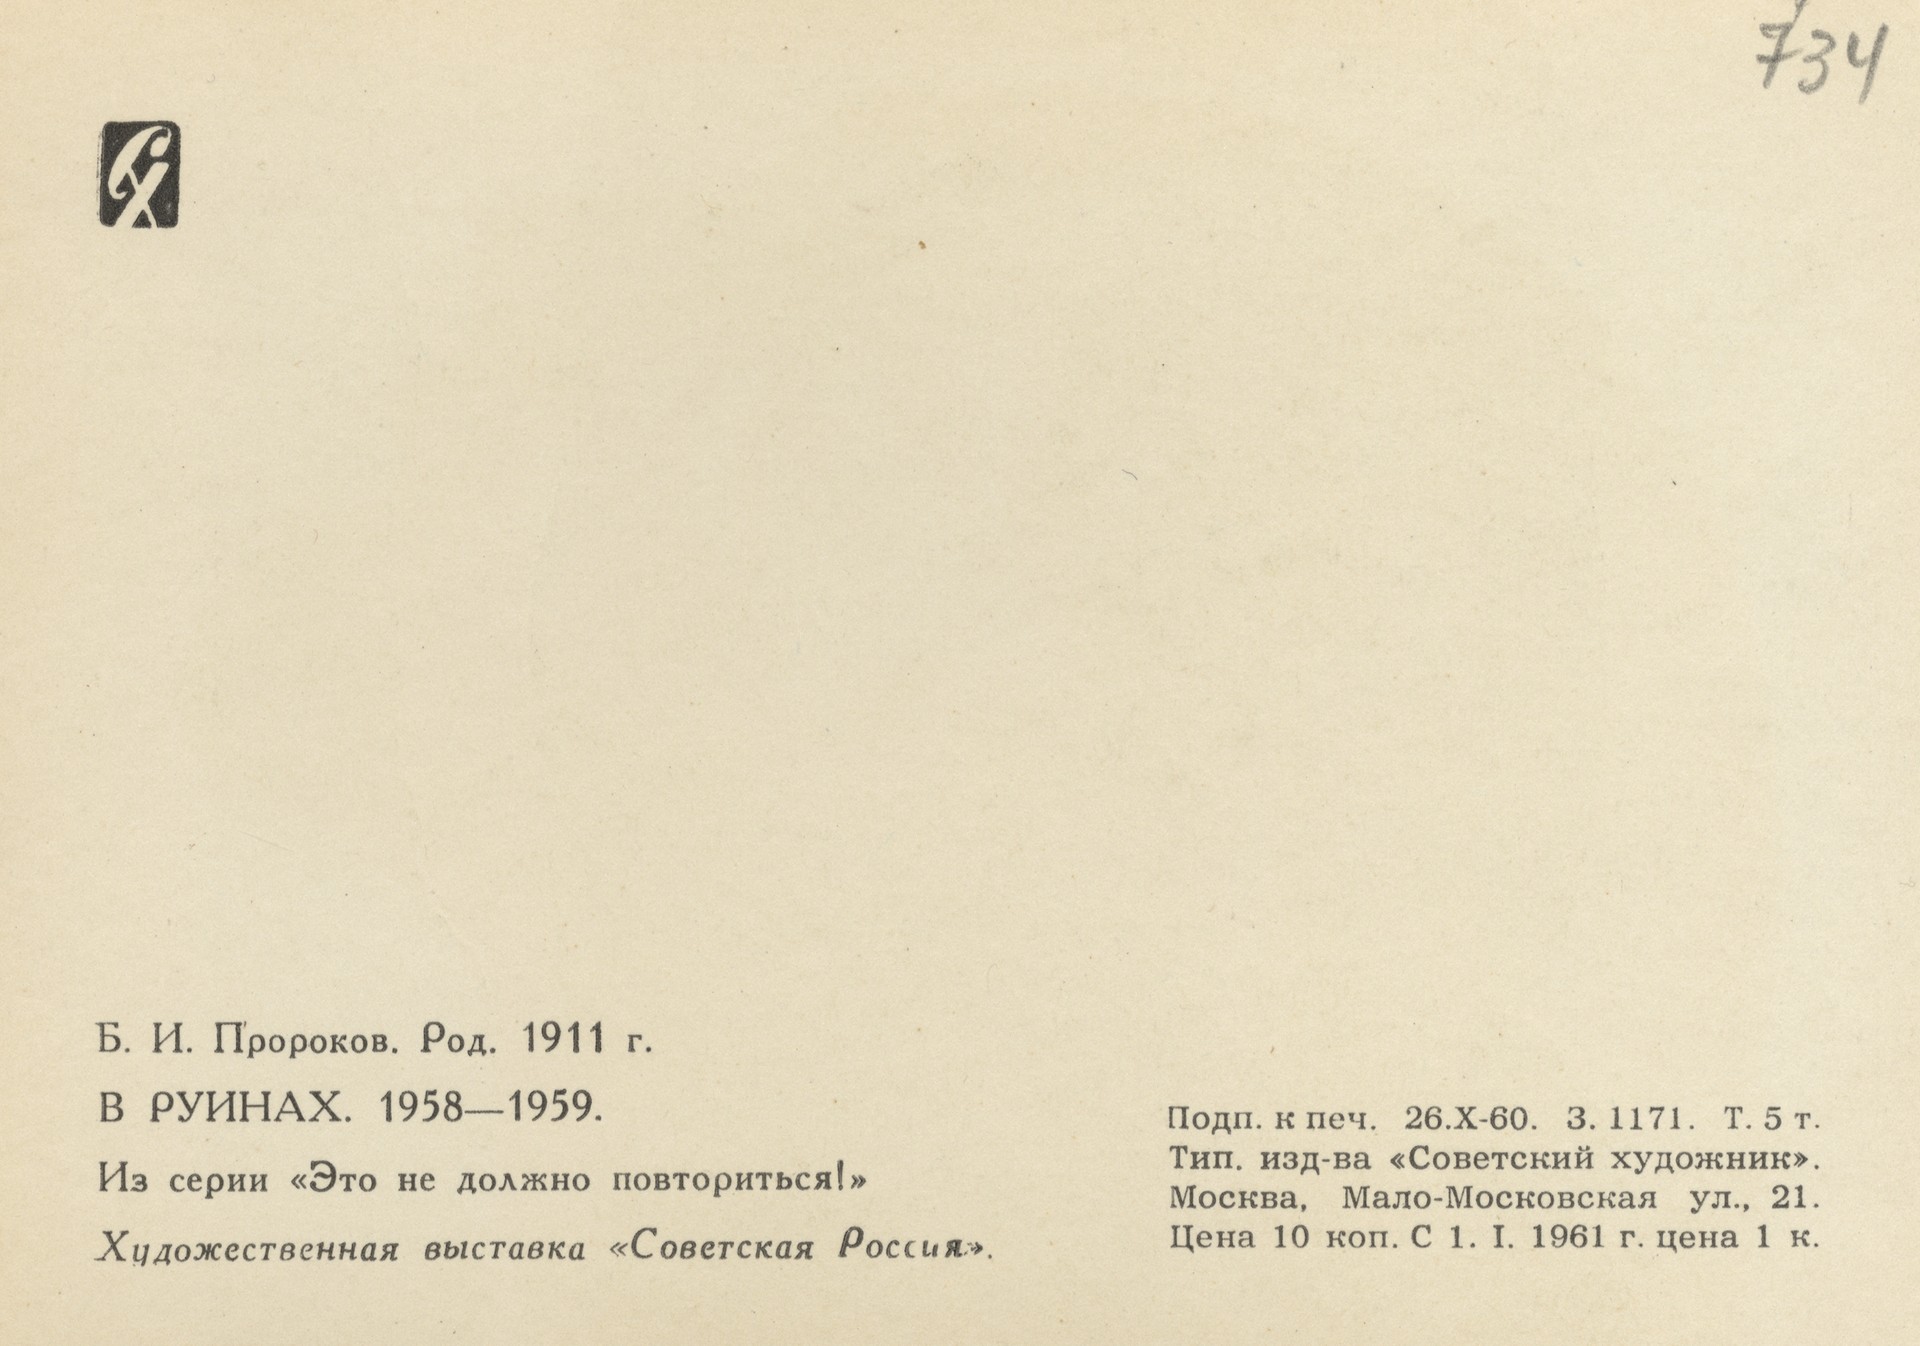 734
СХ
Б. И. Пророков. Род. 1911 г.
В РУИНАХ. 1958—1959.
Из серии «Это не должно повториться!»
Художественная выставка «Советская Россия».
Подп. к печ. 26.X-60. З. 1171. Т. 5 т.
Тип. изд-ва «Советский художник».
Москва, Мало-Московская ул., 21.
Цена 10 коп. С 1. I. 1961 г. цена 1 к.